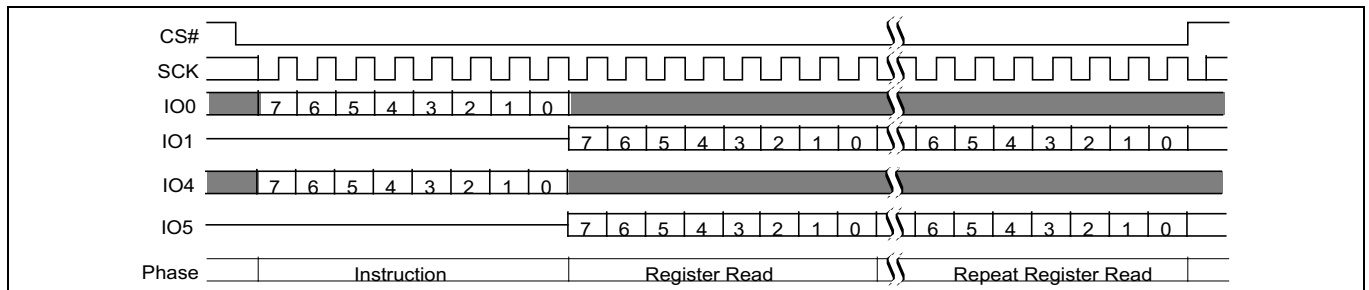 CS#
SCK
IO0 7 6 5 4 3 2 1 0
IO1 7 6 5 4 3 2 1 0 6 5 4 3 2 1 0
IO4 7 6 5 4 3 2 1 0
IO5 7 6 5 4 3 2 1 0 6 5 4 3 2 1 0
Phase Instruction Register Read Repeat Register Read